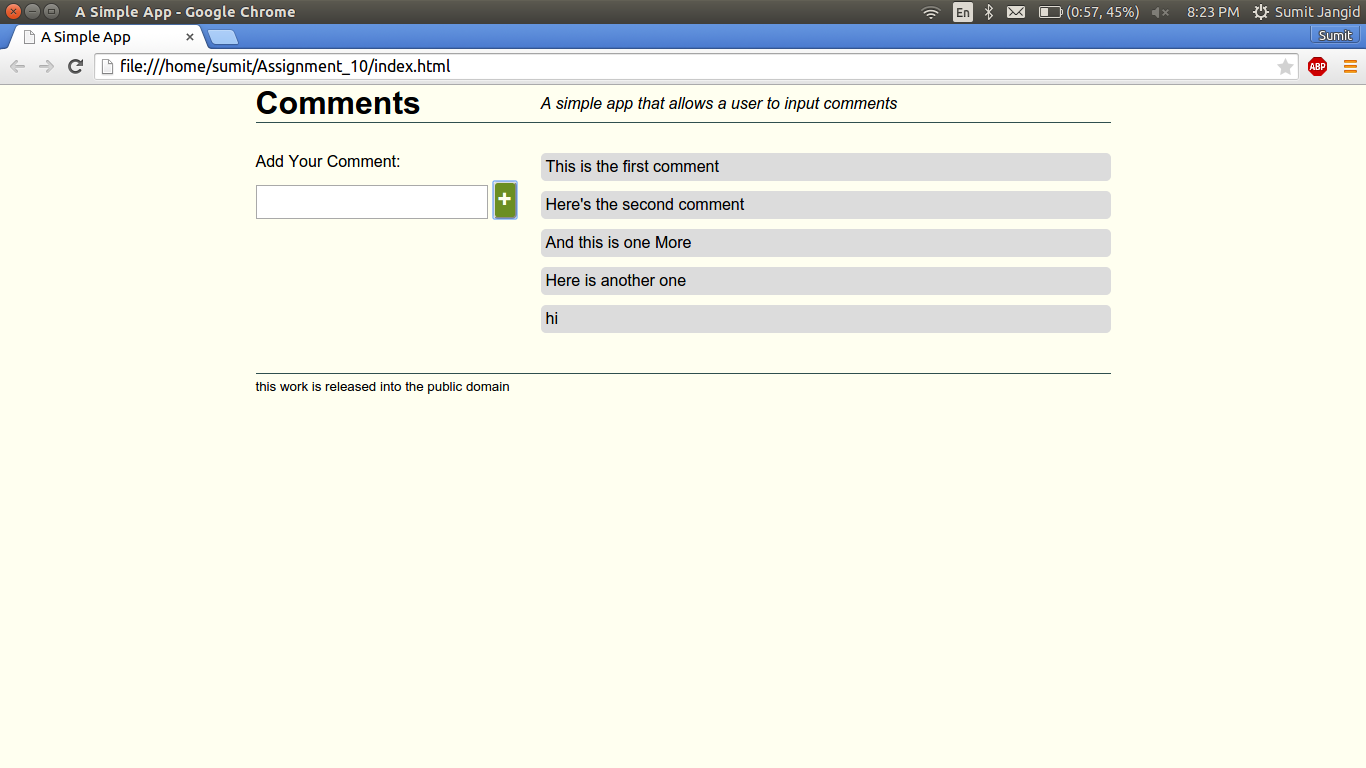 A Simple App - Google Chrome
En
(0:57, 45%)
8:23 PM
Sumit Jangid
A Simple App
Sumit
file:///home/sumit/Assignment_10/index.html
ABP
Comments
A simple app that allows a user to input comments
Add Your Comment:
+
This is the first comment
Here's the second comment
And this is one More
Here is another one
hi
this work is released into the public domain